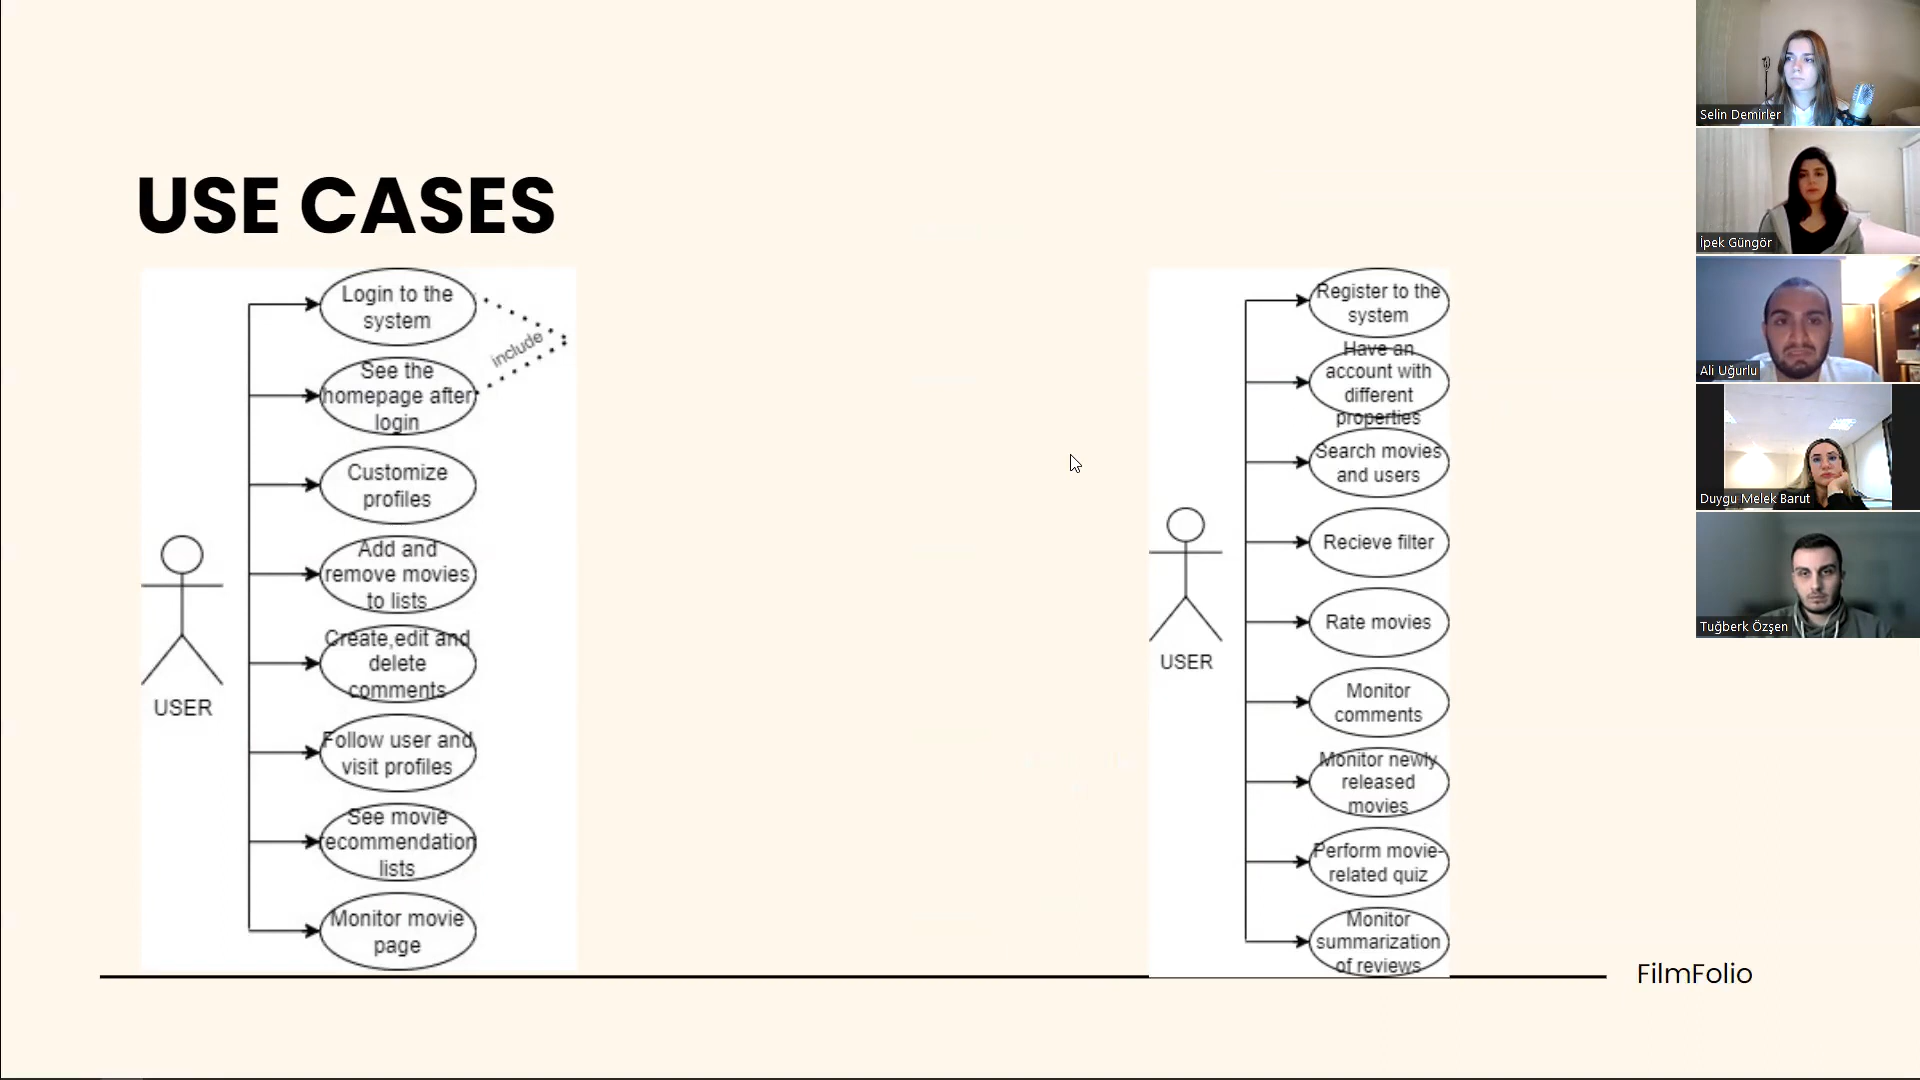 USE CASES
Login to the
system
include
See the
homepage after
login
Customize
profiles
Add and
remove movies
to lists
Create,edit and
delete
comments
Follow user and
visit profiles
See movie
recommendation
lists
Monitor movie
page
USER
Register to the
system
Have an
account with
different
properties
Search movies
and users
Recieve filter
Rate movies
Monitor
comments
Monitor newly
released
movies
Perform movie-
related quiz
Monitor
summarization
of reviews
USER
FilmFolio
Selin Demirler
İpek Güngör
Ali Uğurlu
Duygu Melek Barut
Tuğberk Özşen